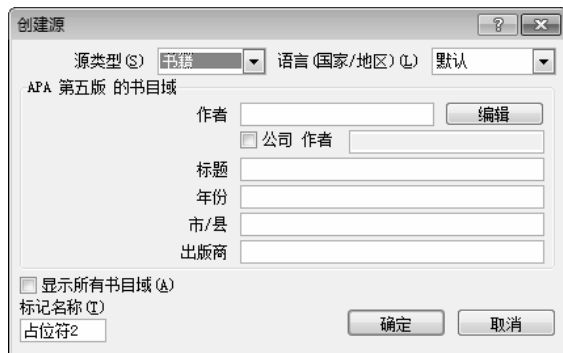 创建源
源类型(S) 书籍 语言(国家/地区)(L) 默认
APA 第五版 的书目域
作者 编辑
公司 作者
标题
年份
市/县
出版商
显示所有书目域(A)
标记名称(T)
占位符2 确定 取消